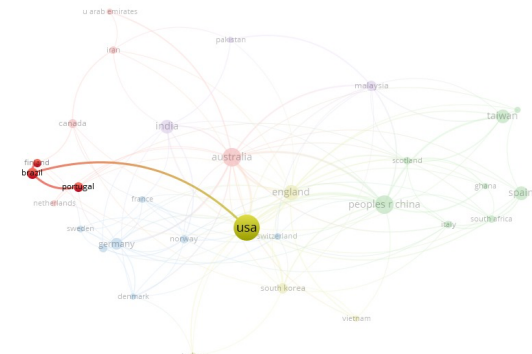 u arab emirates
pakistan
iran
malaysia
taiwan
canada
india
australia
scotland
finland
brazil
portugal
ghana
england
spain
netherlands
france
peoples r china
south africa
italy
sweden
usa
switzerland
norway
germany
south korea
denmark
vietnam